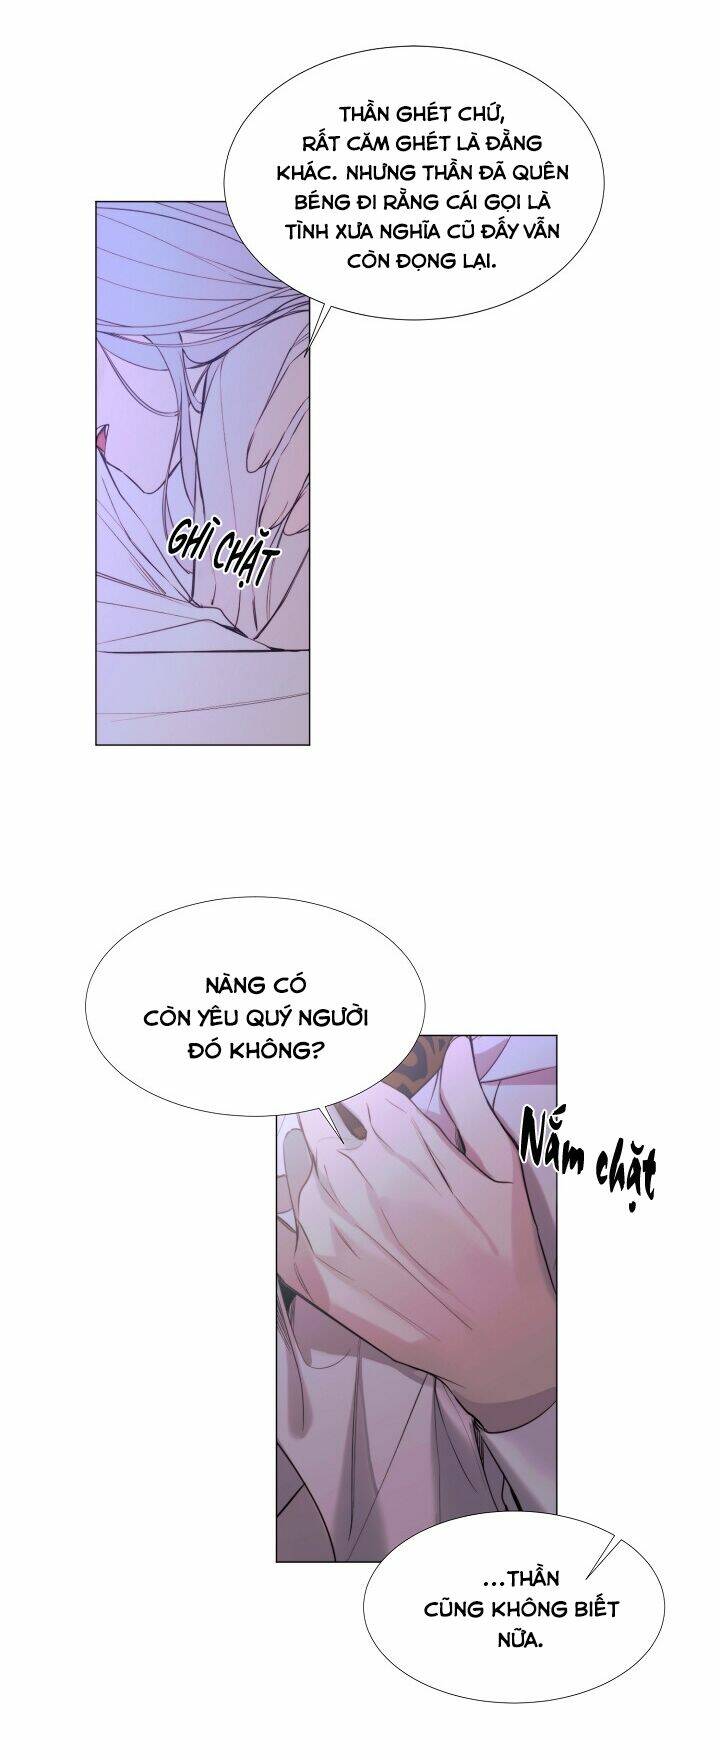 THẦN GHÉT CHỨ,
RẤT CĂM GHÉT LÀ ĐẰNG
KHÁC. NHƯNG THẦN ĐÃ QUÊN
BÉNG ĐI RẰNG CÁI GỌI LÀ
TÌNH XƯA NGHĨA CŨ ĐẤY VẪN
CÒN ĐỌNG LẠI.
GHÌ CHẶT
NÀNG CÓ
CÒN YÊU QUÝ NGƯỜI
ĐÓ KHÔNG?
Nắm chặt
...THẦN
CŨNG KHÔNG BIẾT
NỮA.